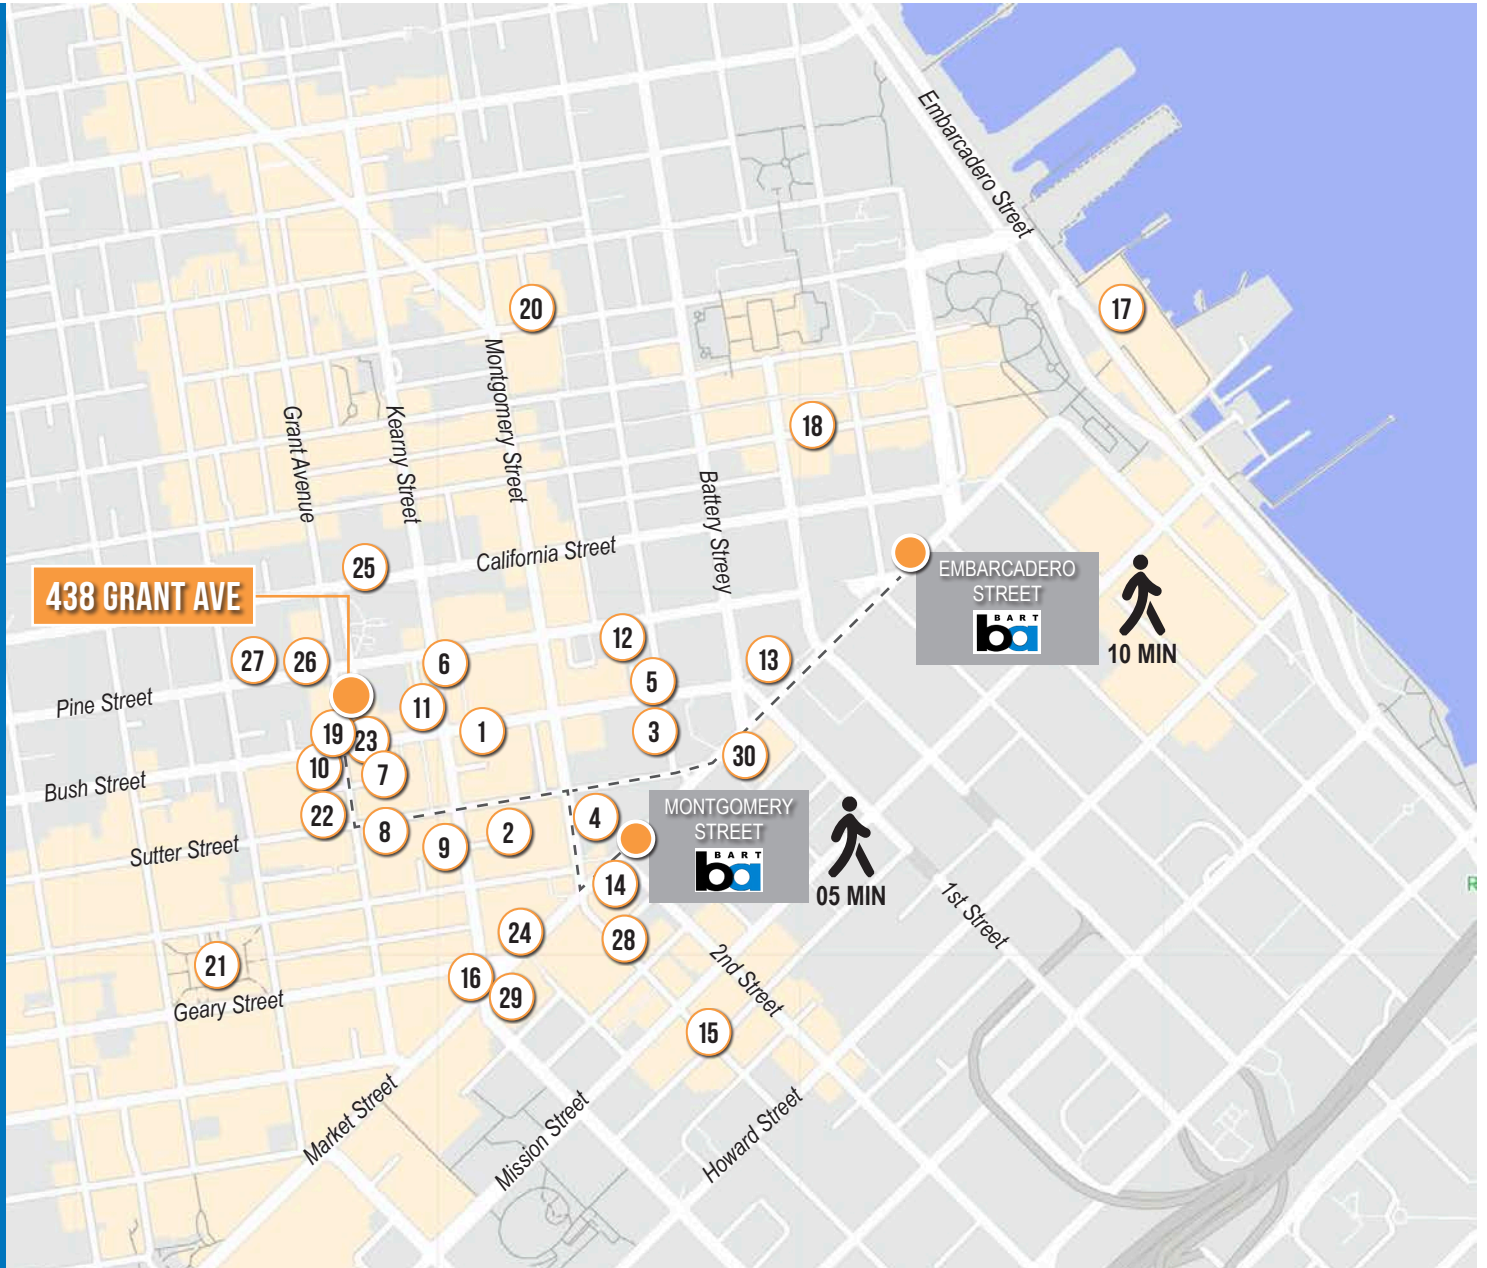 Embarcadero Street
20
17
Montgomery Street
Grant Avenue
Kearny Street
18
Battery Streey
California Street
25
438 GRANT AVE
EMBARCADERO
STREET
BART
ba
10 MIN
12
27
26
6
13
5
Pine Street
11
19
23
1
3
30
10
7
Bush Street
MONTGOMERY
STREET
BART
ba
05 MIN
22
8
4
2
9
Sutter Street
14
R
1st Street
24
28
21
16
2nd Street
29
Geary Street
15
Market Street
Mission Street
Howard Street